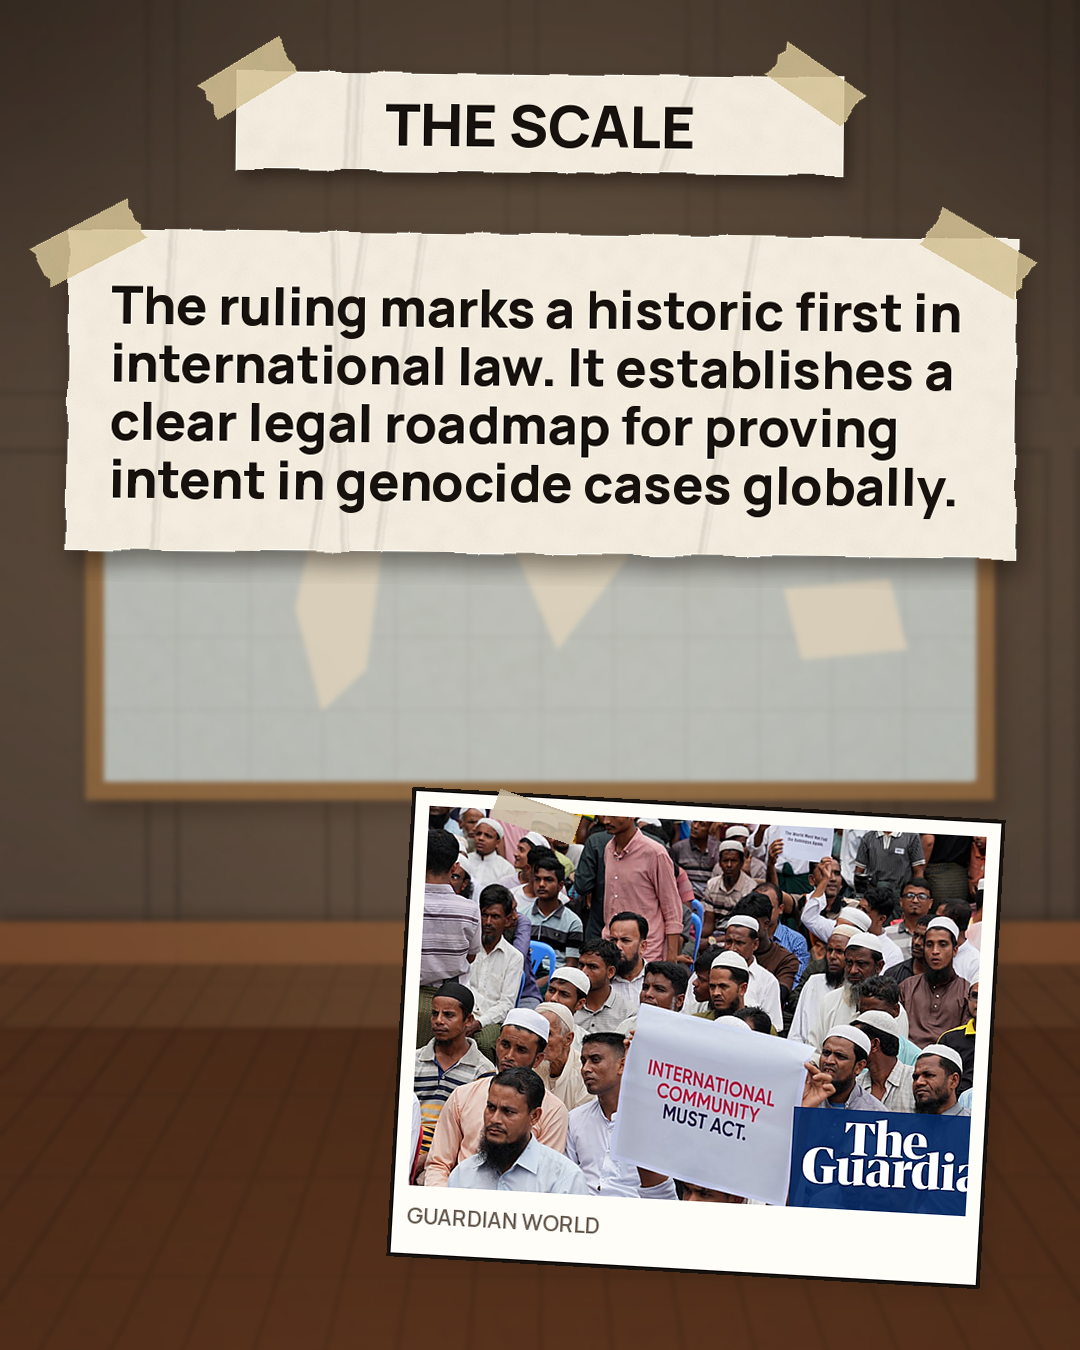 THE SCALE
The ruling marks a historic first in
international law. It establishes a
clear legal roadmap for proving
intent in genocide cases globally.
INTERNATIONAL
COMMUNITY
MUST ACT.
The
Guardia
GUARDIAN WORLD